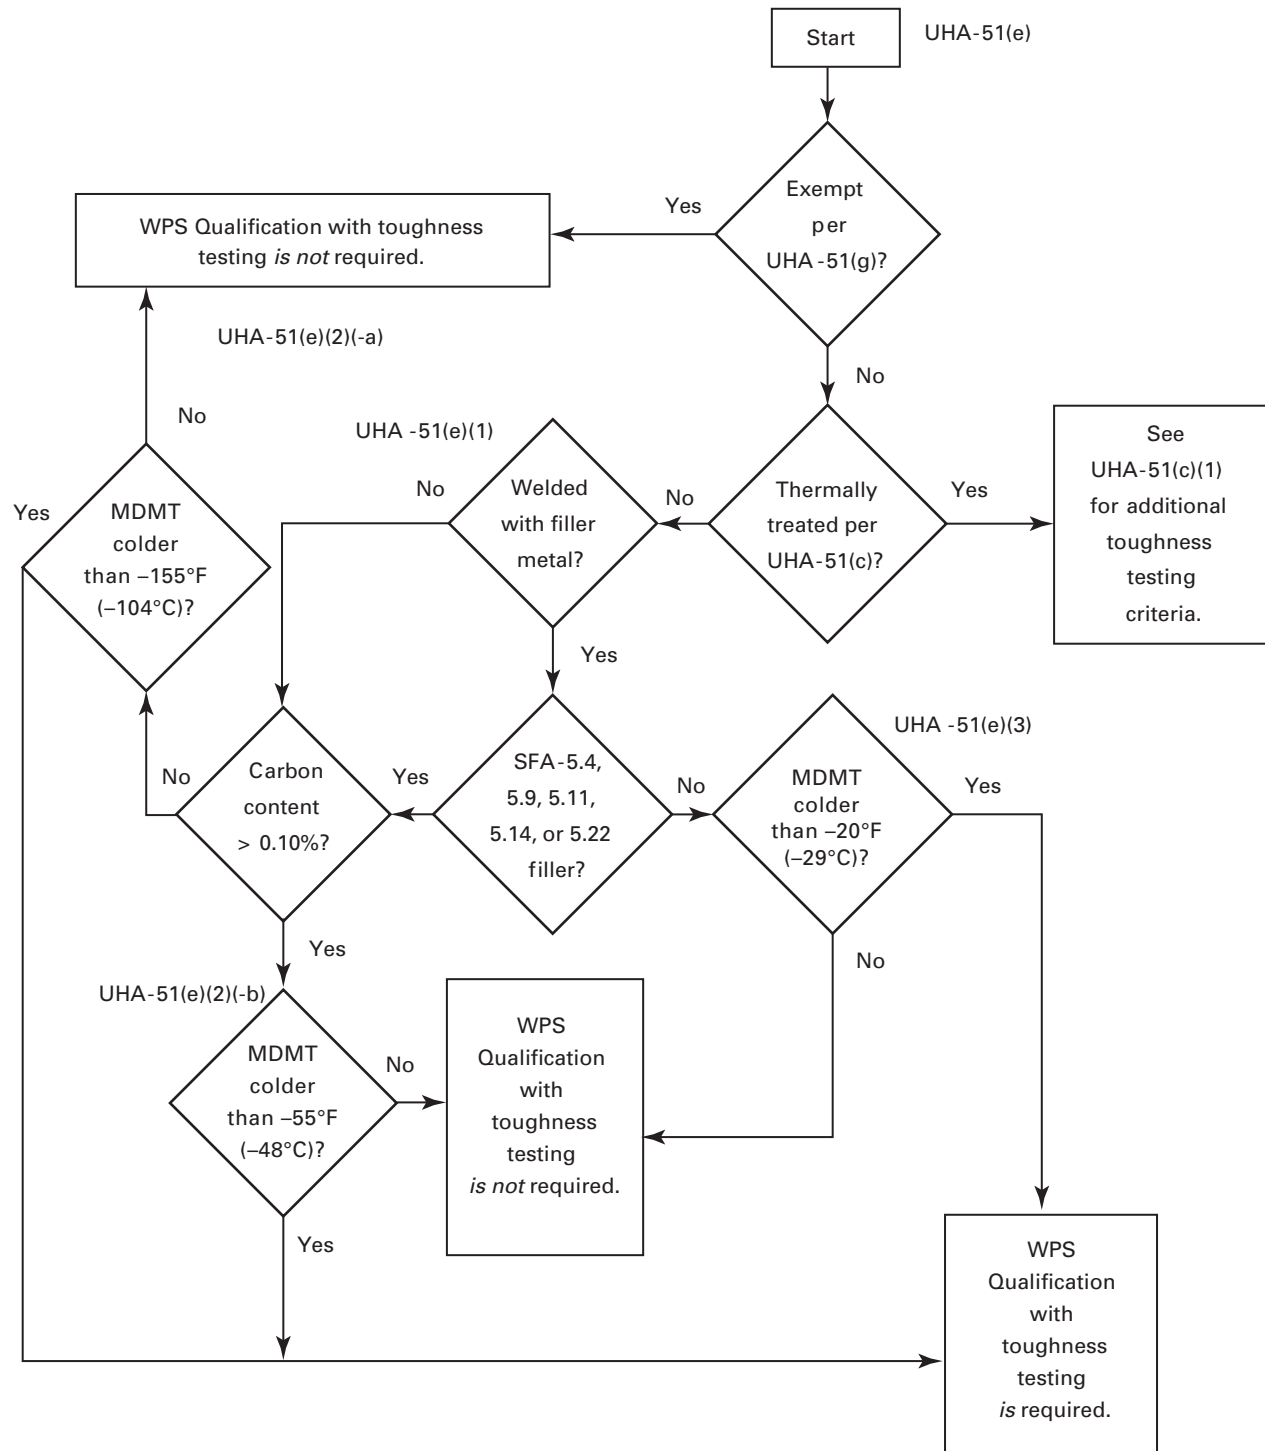 Start
UHA-51(e)
Exempt
per
UHA-51(g)?
Yes
WPS Qualification with toughness
testing is not required.
No
UHA-51(e)(2)(-a)
No
UHA-51(e)(1)
Thermally
treated per
UHA-51(c)?
Yes
See
UHA-51(c)(1)
for additional
toughness
testing
criteria.
No
Welded
with filler
metal?
No
Yes
MDMT
colder
than –155°F
(–104°C)?
Yes
SFA-5.4,
5.9, 5.11,
5.14, or 5.22
filler?
Yes
No
Carbon
content
> 0.10%?
No
Yes
UHA-51(e)(3)
MDMT
colder
than –20°F
(–29°C)?
Yes
No
UHA-51(e)(2)(-b)
MDMT
colder
than –55°F
(–48°C)?
No
Yes
WPS
Qualification
with
toughness
testing
is not required.
WPS
Qualification
with
toughness
testing
is required.